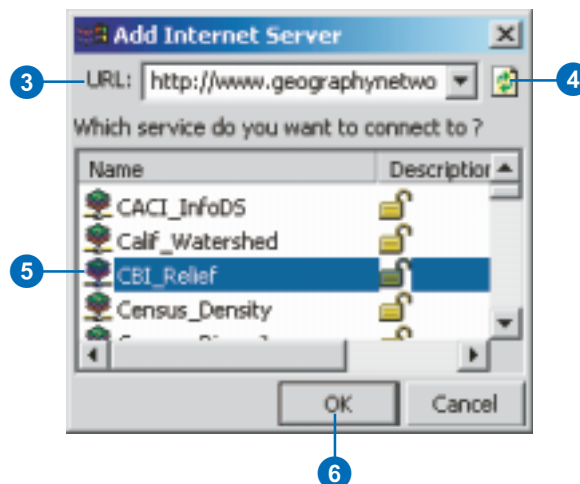 Add Internet Server
3 URL: http://www.geographynetwo 4
Which service do you want to connect to ?
Name Description
CACI_InfoDS
Calif_Watershed
5 CBI_Relief
Census_Density
OK Cancel
6